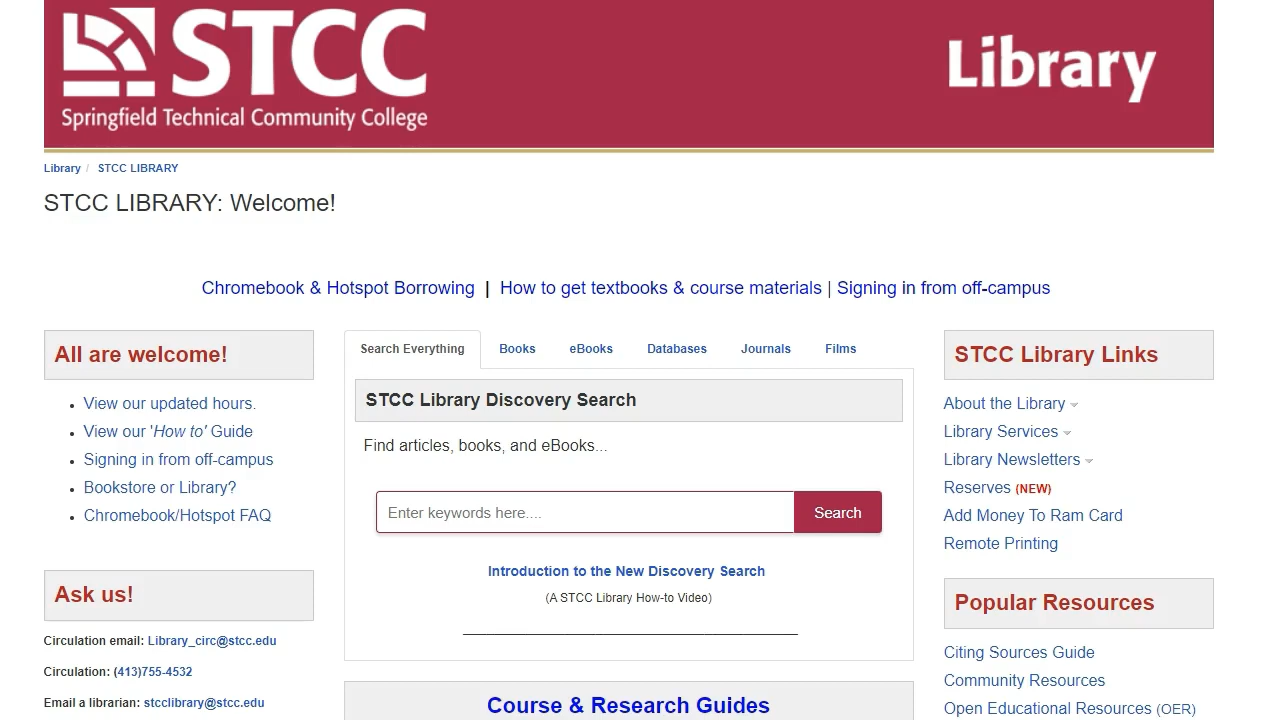 STCC
Springfield Technical Community College
Library
Library / STCC LIBRARY
STCC LIBRARY: Welcome!
Chromebook & Hotspot Borrowing | How to get textbooks & course materials | Signing in from off-campus
All are welcome!
View our updated hours.
View our 'How to' Guide
Signing in from off-campus
Bookstore or Library?
Chromebook/Hotspot FAQ
Ask us!
Circulation email: Library_circ@stcc.edu
Circulation: (413)755-4532
Email a librarian: stcclibrary@stcc.edu
Search Everything Books eBooks Databases Journals Films
STCC Library Discovery Search
Find articles, books, and eBooks...
Enter keywords here.... Search
Introduction to the New Discovery Search
(A STCC Library How-to Video)
Course & Research Guides
STCC Library Links
About the Library
Library Services
Library Newsletters
Reserves (NEW)
Add Money To Ram Card
Remote Printing
Popular Resources
Citing Sources Guide
Community Resources
Open Educational Resources (OER)